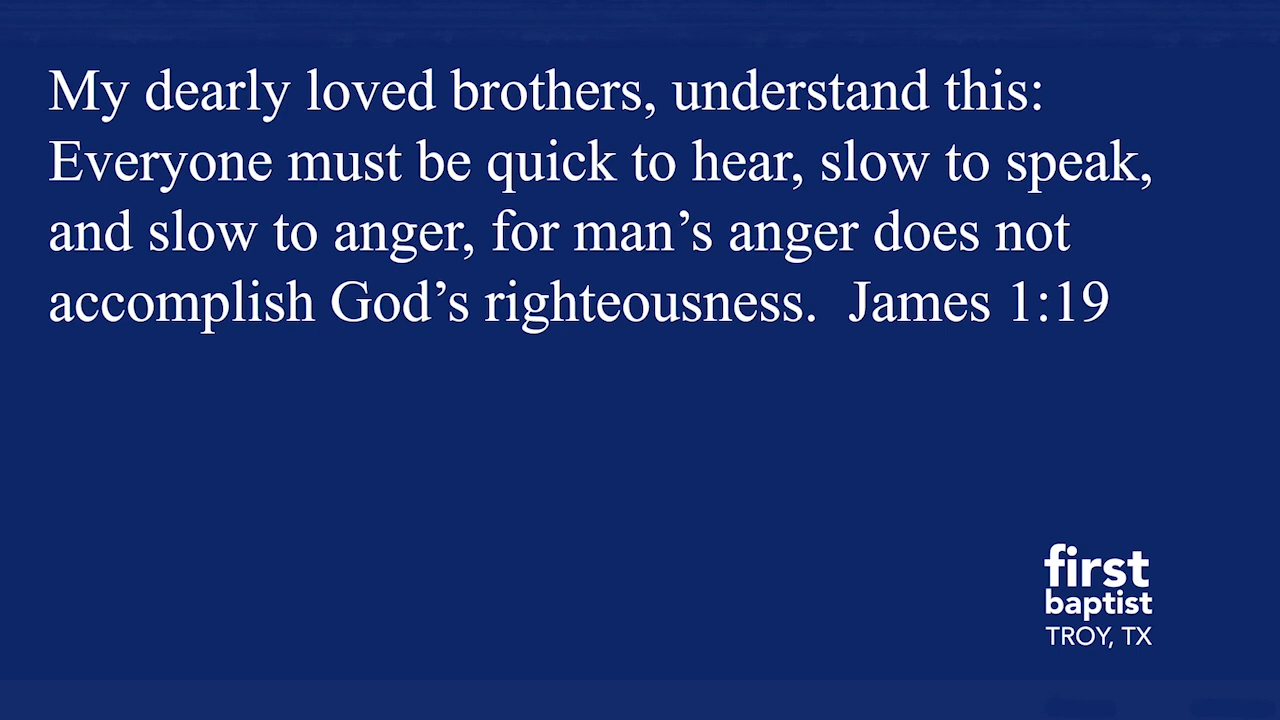 My dearly loved brothers, understand this:
Everyone must be quick to hear, slow to speak,
and slow to anger, for man’s anger does not
accomplish God’s righteousness.  James 1:19
first
baptist
TROY, TX